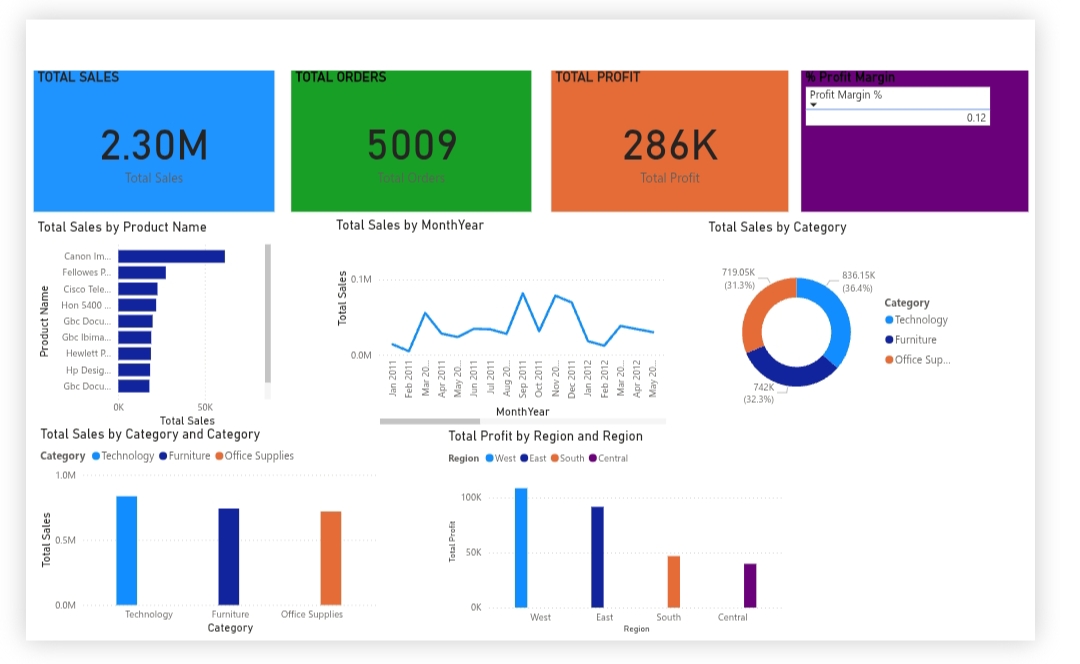 TOTAL SALES
2.30M
Total Sales
TOTAL ORDERS
5009
Total Orders
TOTAL PROFIT
286K
Total Profit
% Profit Margin
Profit Margin %
0.12
Total Sales by Product Name
Product Name
Canon Im...
Fellowes P...
Cisco Tele...
Hon 5400 ...
Gbc Docu...
Gbc Ibima...
Hewlett P...
Hp Desig...
Gbc Docu...
0K
50K
Total Sales
Total Sales by MonthYear
Total Sales
0.1M
0.0M
Jan 2011
Feb 2011
Mar 20...
Apr 2011
May 20...
Jun 2011
Jul 2011
Aug 20...
Sep 2011
Oct 2011
Nov 20...
Dec 2011
Jan 2012
Feb 2012
Mar 20...
Apr 2012
May 20...
MonthYear
Total Sales by Category
719.05K
(31.3%)
836.15K
(36.4%)
742K
(32.3%)
Category
Technology
Furniture
Office Sup...
Total Sales by Category and Category
Category Technology Furniture Office Supplies
Total Sales
1.0M
0.5M
0.0M
Technology
Furniture
Office Supplies
Category
Total Profit by Region and Region
Region West East South Central
Total Profit
100K
50K
0K
West
East
South
Central
Region